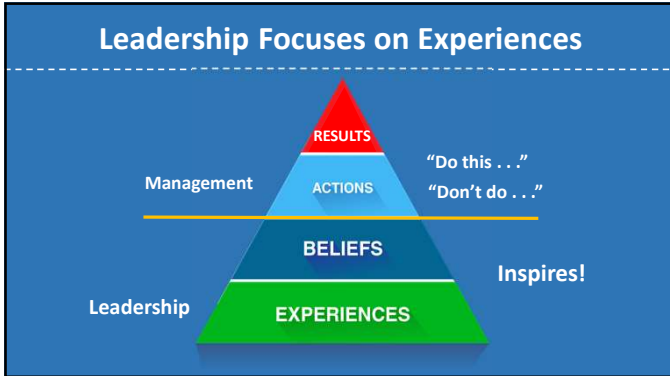 Leadership Focuses on Experiences
RESULTS
“Do this . . .”
Management
ACTIONS
“Don’t do . . .”
BELIEFS
Inspires!
Leadership
EXPERIENCES